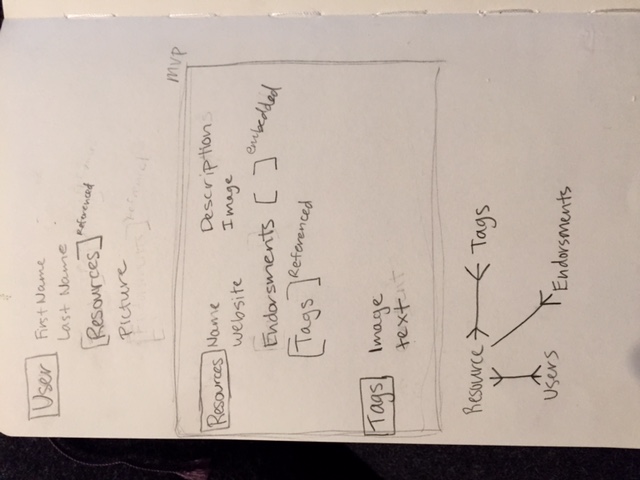 User First Name
Last Name
[Resources] Referenced
Picture
MVP
Resources Name Description
Website Image
Endorsments [ ] embedded
[Tags] Referenced
Tags Image
text
Resource Tags
Users Endorsments